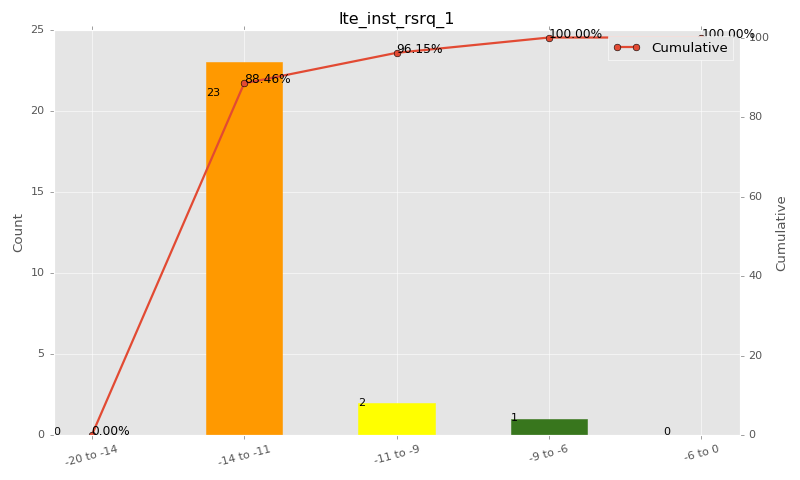 lte_inst_rsrq_1
25
20
15
10
5
0
Count
100
80
60
40
20
0
Cumulative
Cumulative
0
23
2
1
0
0.00%
88.46%
96.15%
100.00%
100.00%
-20 to -14
-14 to -11
-11 to -9
-9 to -6
-6 to 0